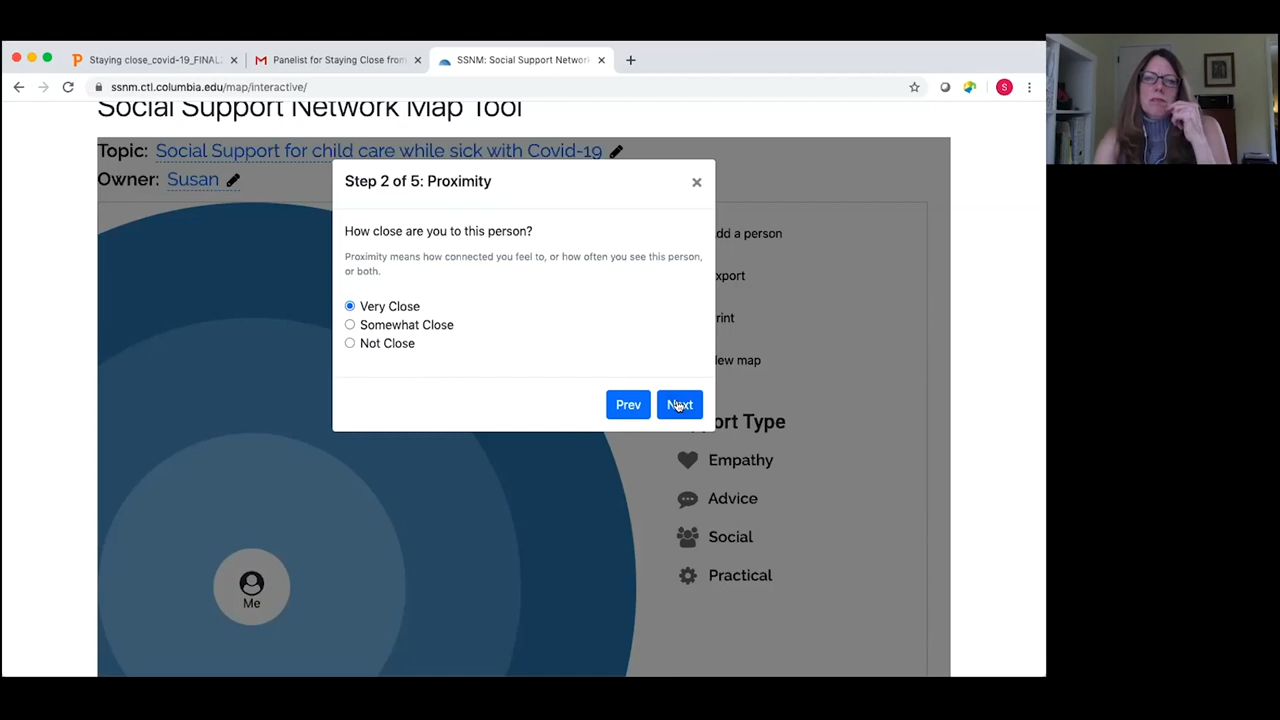 Staying close_covid-19_FINAL
Panelist for Staying Close from
SSNM: Social Support Network
ssnm.ctl.columbia.edu/map/interactive/
S
Social Support Network Map Tool
Topic: Social Support for child care while sick with Covid-19
Owner: Susan
Step 2 of 5: Proximity
How close are you to this person?
Proximity means how connected you feel to, or how often you see this person,
or both.
Very Close
Somewhat Close
Not Close
Prev
Next
dd a person
xport
rint
lew map
ort Type
Empathy
Advice
Social
Practical
Me